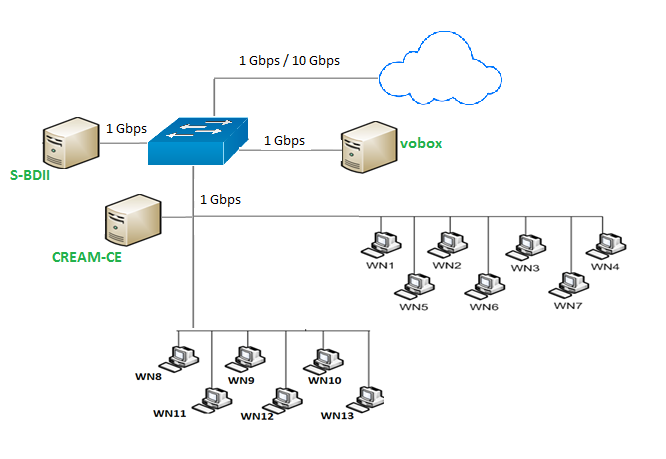 1 Gbps / 10 Gbps
1 Gbps
1 Gbps
vobox
S-BDII
1 Gbps
CREAM-CE
WN1
WN2
WN3
WN4
WN5
WN6
WN7
WN8
WN9
WN10
WN11
WN12
WN13